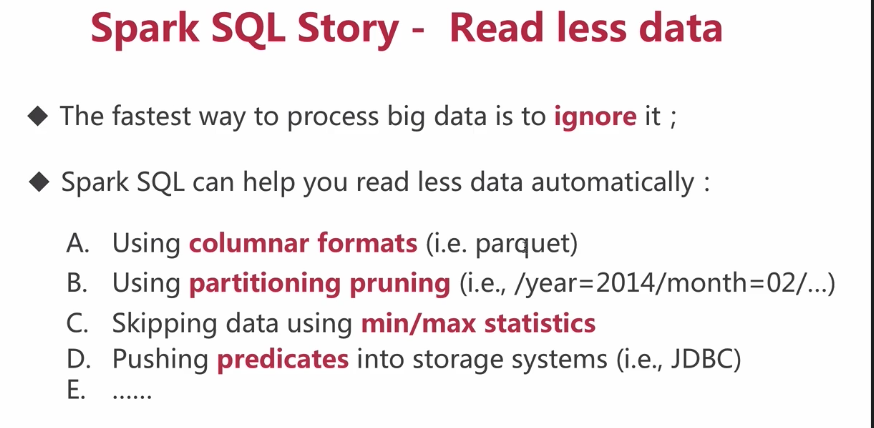 Spark SQL Story - Read less data
◆ The fastest way to process big data is to ignore it；
◆ Spark SQL can help you read less data automatically：
A. Using columnar formats (i.e. parquet)
B. Using partitioning pruning (i.e., /year=2014/month=02/...)
C. Skipping data using min/max statistics
D. Pushing predicates into storage systems (i.e., JDBC)
E. ......